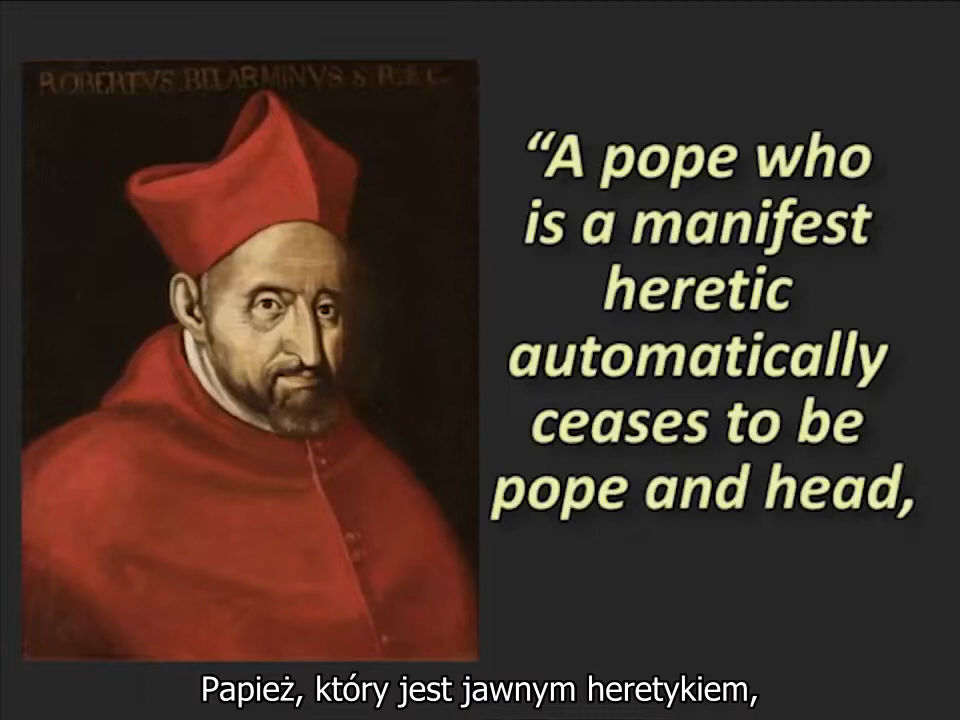 ROBERTVS BELARMINVS S R E C
“A pope who
is a manifest
heretic
automatically
ceases to be
pope and head,
Papież, który jest jawnym heretykiem,